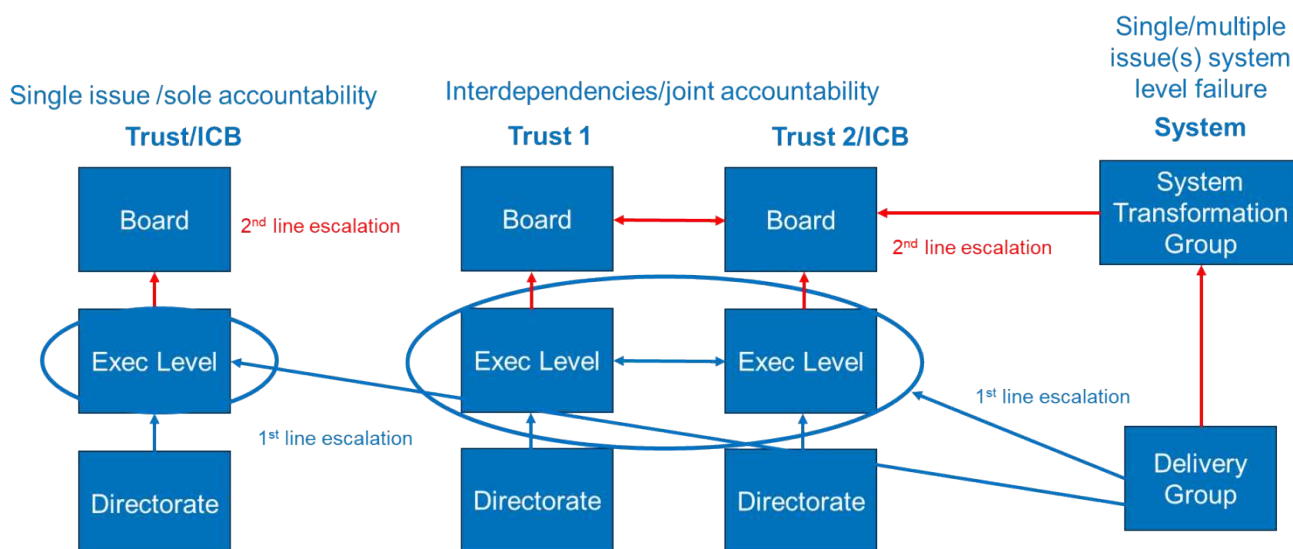 Single issue /sole accountability
Trust/ICB
Board
2nd line escalation
Exec Level
1st line escalation
Directorate
Interdependencies/joint accountability
Trust 1
Trust 2/ICB
Board
Board
2nd line escalation
Exec Level
Exec Level
1st line escalation
Directorate
Directorate
Single/multiple
issue(s) system
level failure
System
System
Transformation
Group
Delivery
Group